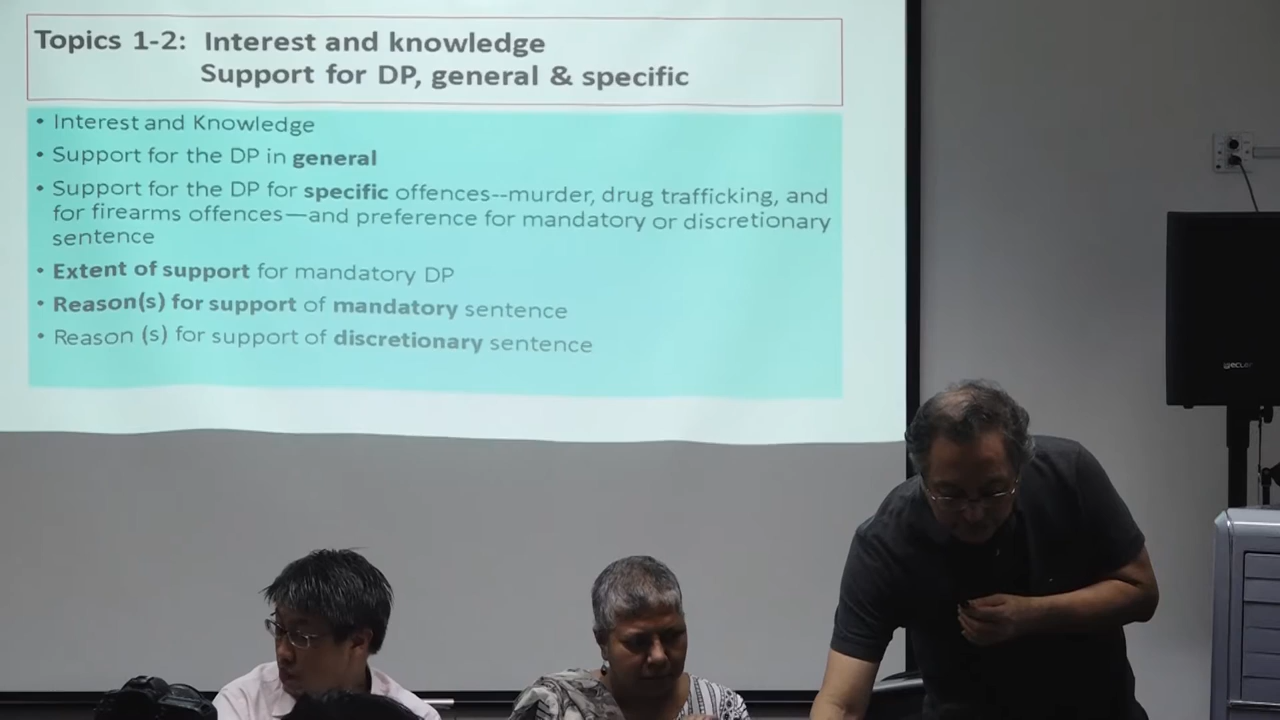 Topics 1-2: Interest and knowledge
Support for DP, general & specific
• Interest and Knowledge
• Support for the DP in general
• Support for the DP for specific offences--murder, drug trafficking, and
for firearms offences—and preference for mandatory or discretionary
sentence
• Extent of support for mandatory DP
• Reason(s) for support of mandatory sentence
• Reason (s) for support of discretionary sentence
ECLER